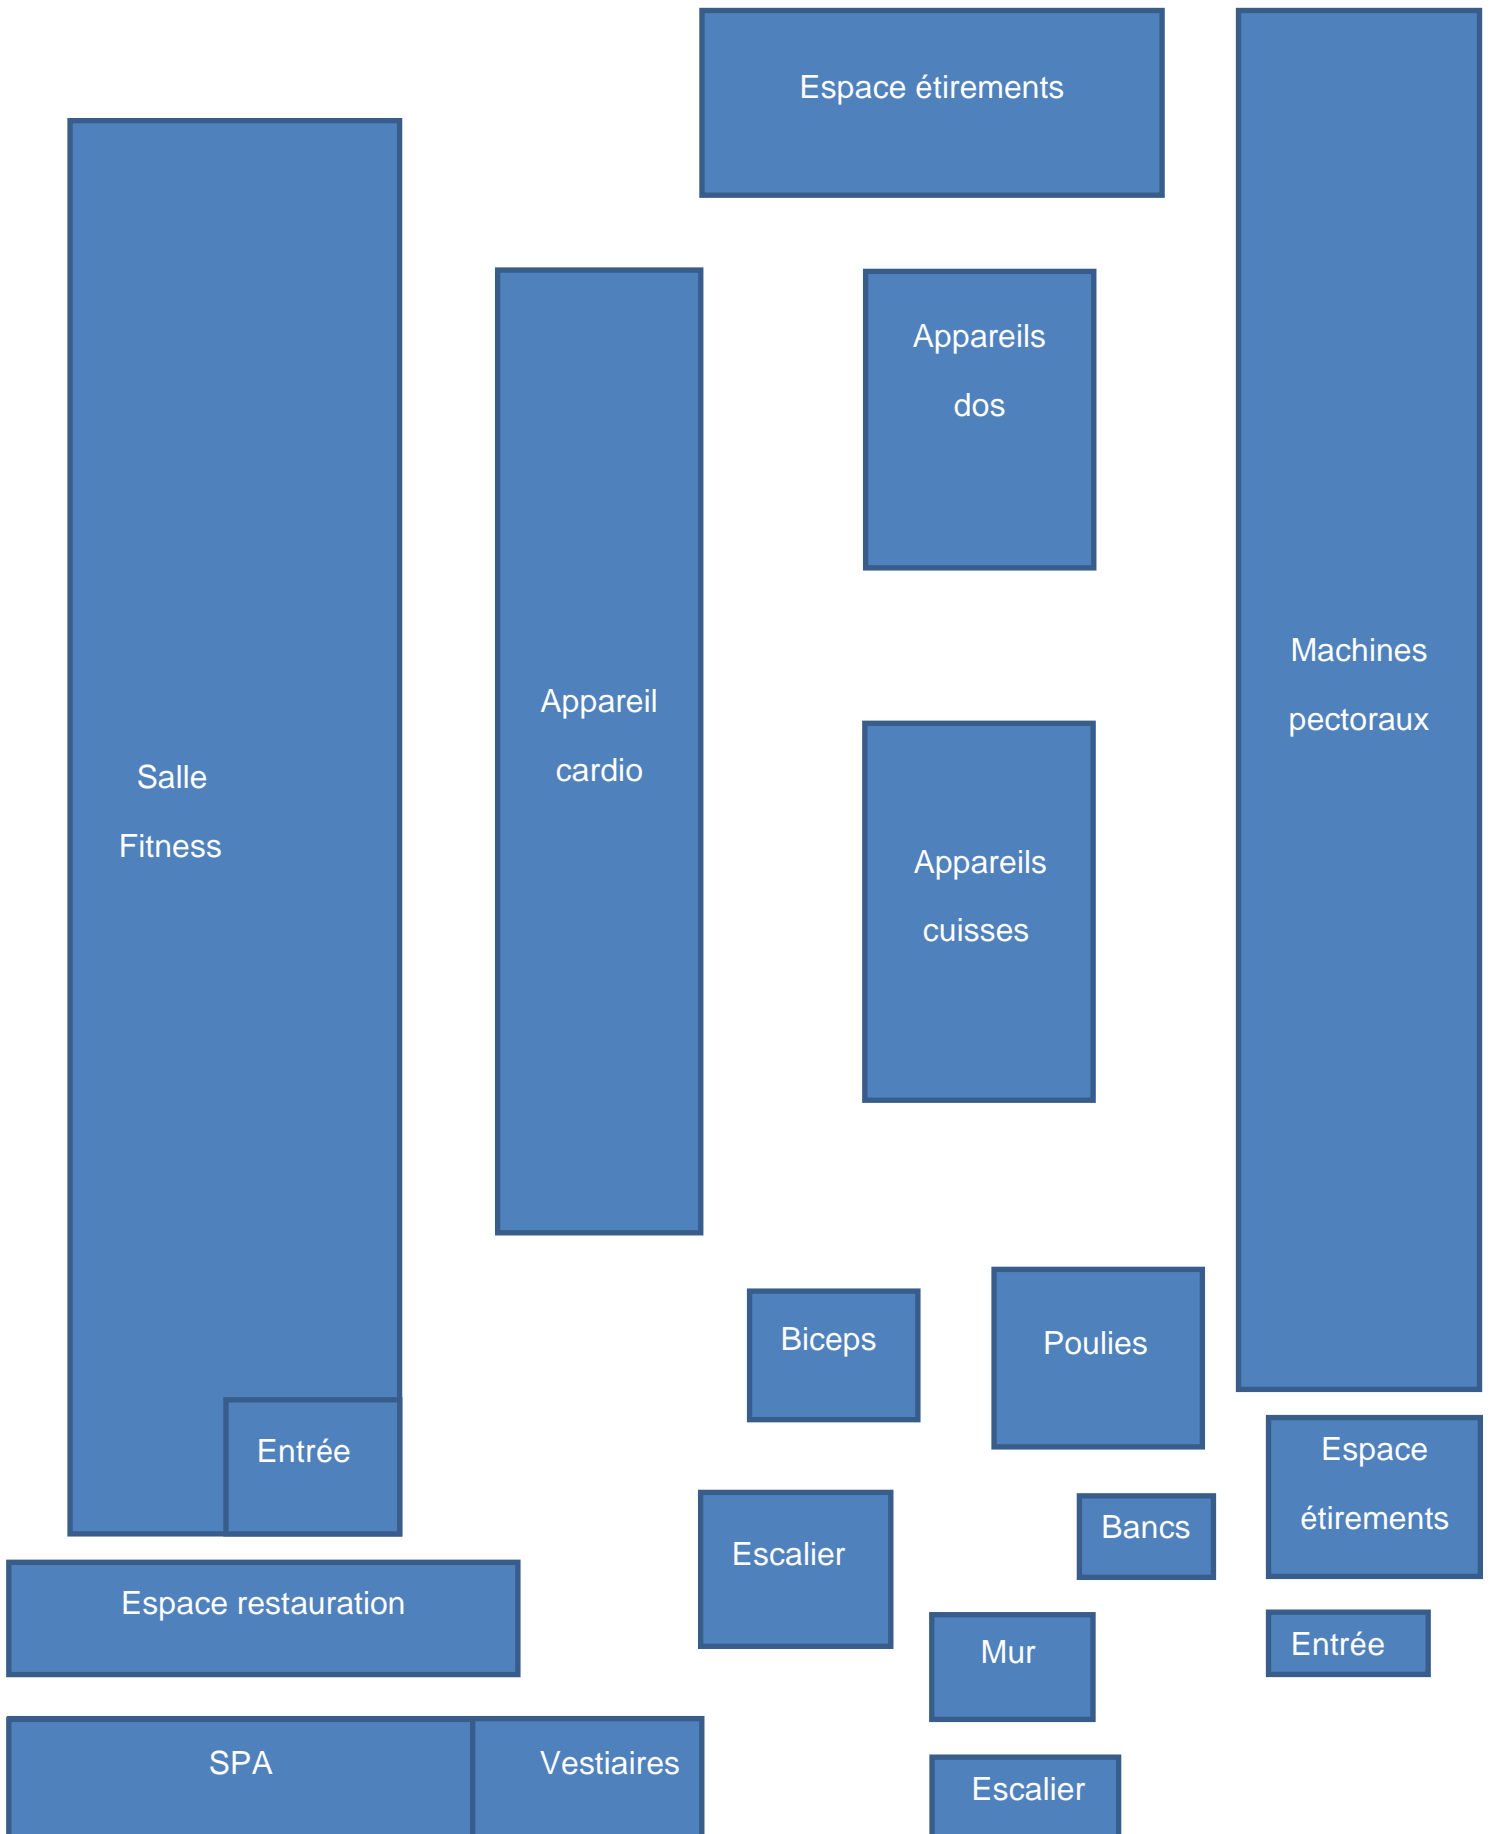 Espace étirements
Appareils
dos
Machines
pectoraux
Appareil
cardio
Salle
Fitness
Appareils
cuisses
Biceps
Poulies
Entrée
Espace
étirements
Bancs
Escalier
Espace restauration
Mur
Entrée
SPA
Vestiaires
Escalier